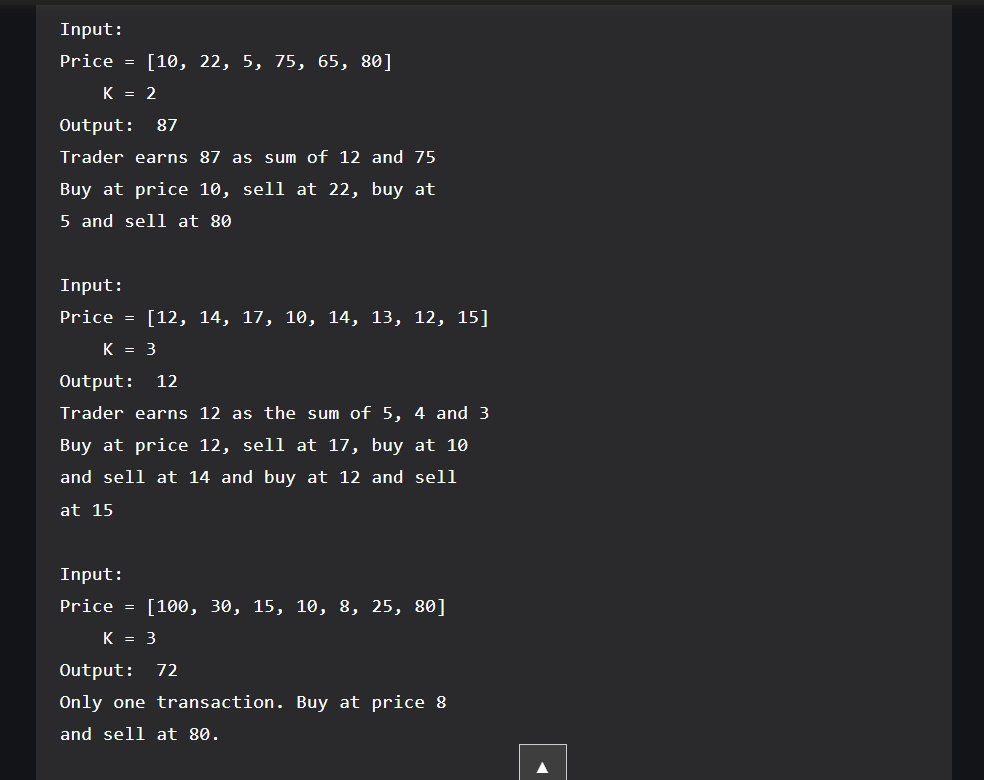 Input:
Price = [10, 22, 5, 75, 65, 80]
    K = 2
Output:  87
Trader earns 87 as sum of 12 and 75
Buy at price 10, sell at 22, buy at
5 and sell at 80

Input:
Price = [12, 14, 17, 10, 14, 13, 12, 15]
    K = 3
Output:  12
Trader earns 12 as the sum of 5, 4 and 3
Buy at price 12, sell at 17, buy at 10
and sell at 14 and buy at 12 and sell
at 15

Input:
Price = [100, 30, 15, 10, 8, 25, 80]
    K = 3
Output:  72
Only one transaction. Buy at price 8
and sell at 80.